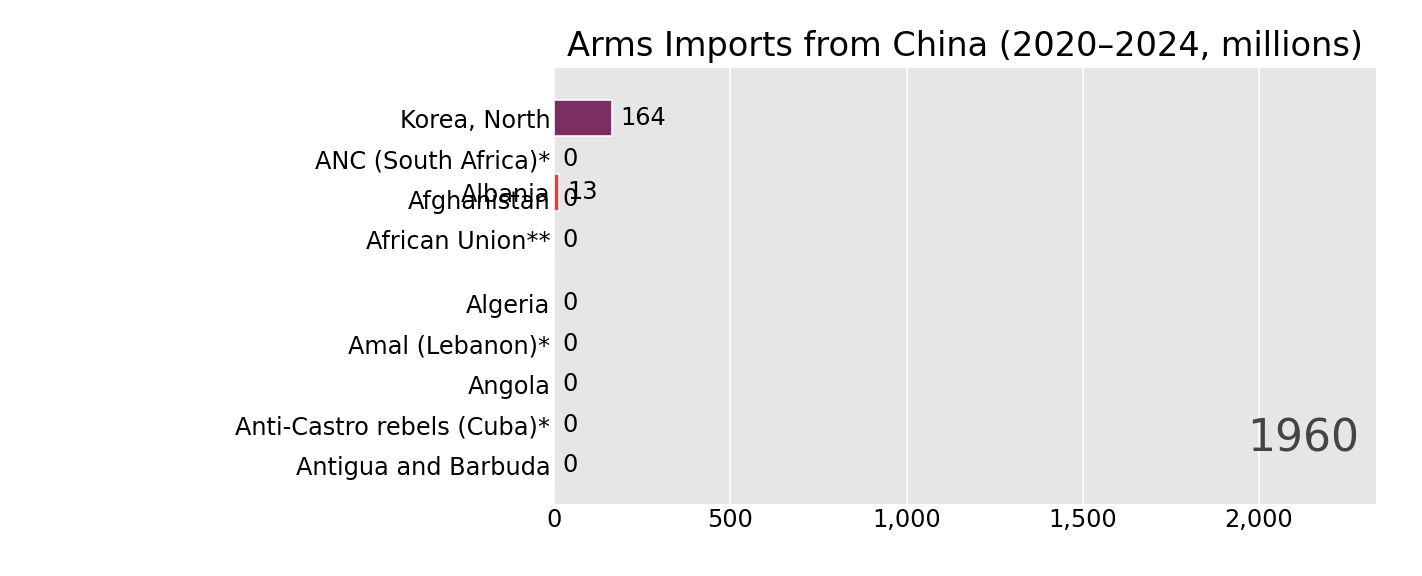 Arms Imports from China (2020–2024, millions)
Korea, North 164
ANC (South Africa)* 0
Albania 13
Afghanistan 0
African Union** 0
Algeria 0
Amal (Lebanon)* 0
Angola 0
Anti-Castro rebels (Cuba)* 0
1960
Antigua and Barbuda 0
0 500 1,000 1,500 2,000